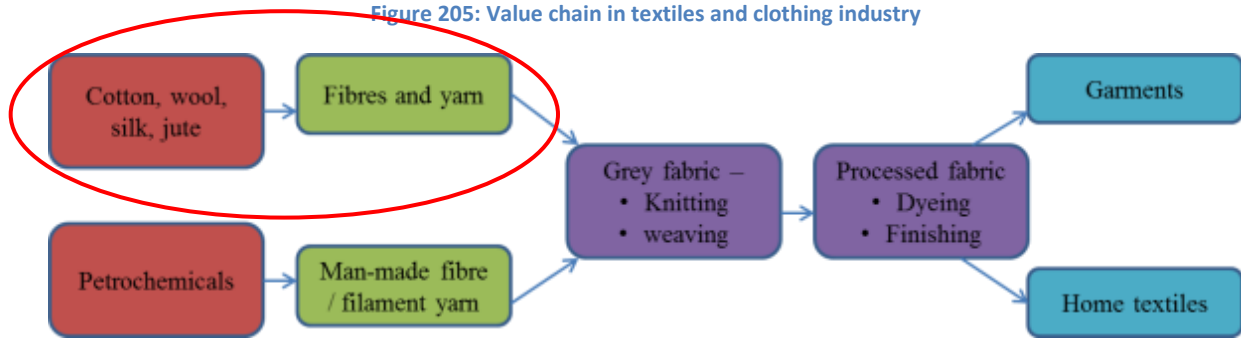 Figure 205: Value chain in textiles and clothing industry
Cotton, wool,
silk, jute
Fibres and yarn
Garments
Grey fabric –
• Knitting
• weaving
Processed fabric
• Dyeing
• Finishing
Petrochemicals
Man-made fibre
/ filament yarn
Home textiles